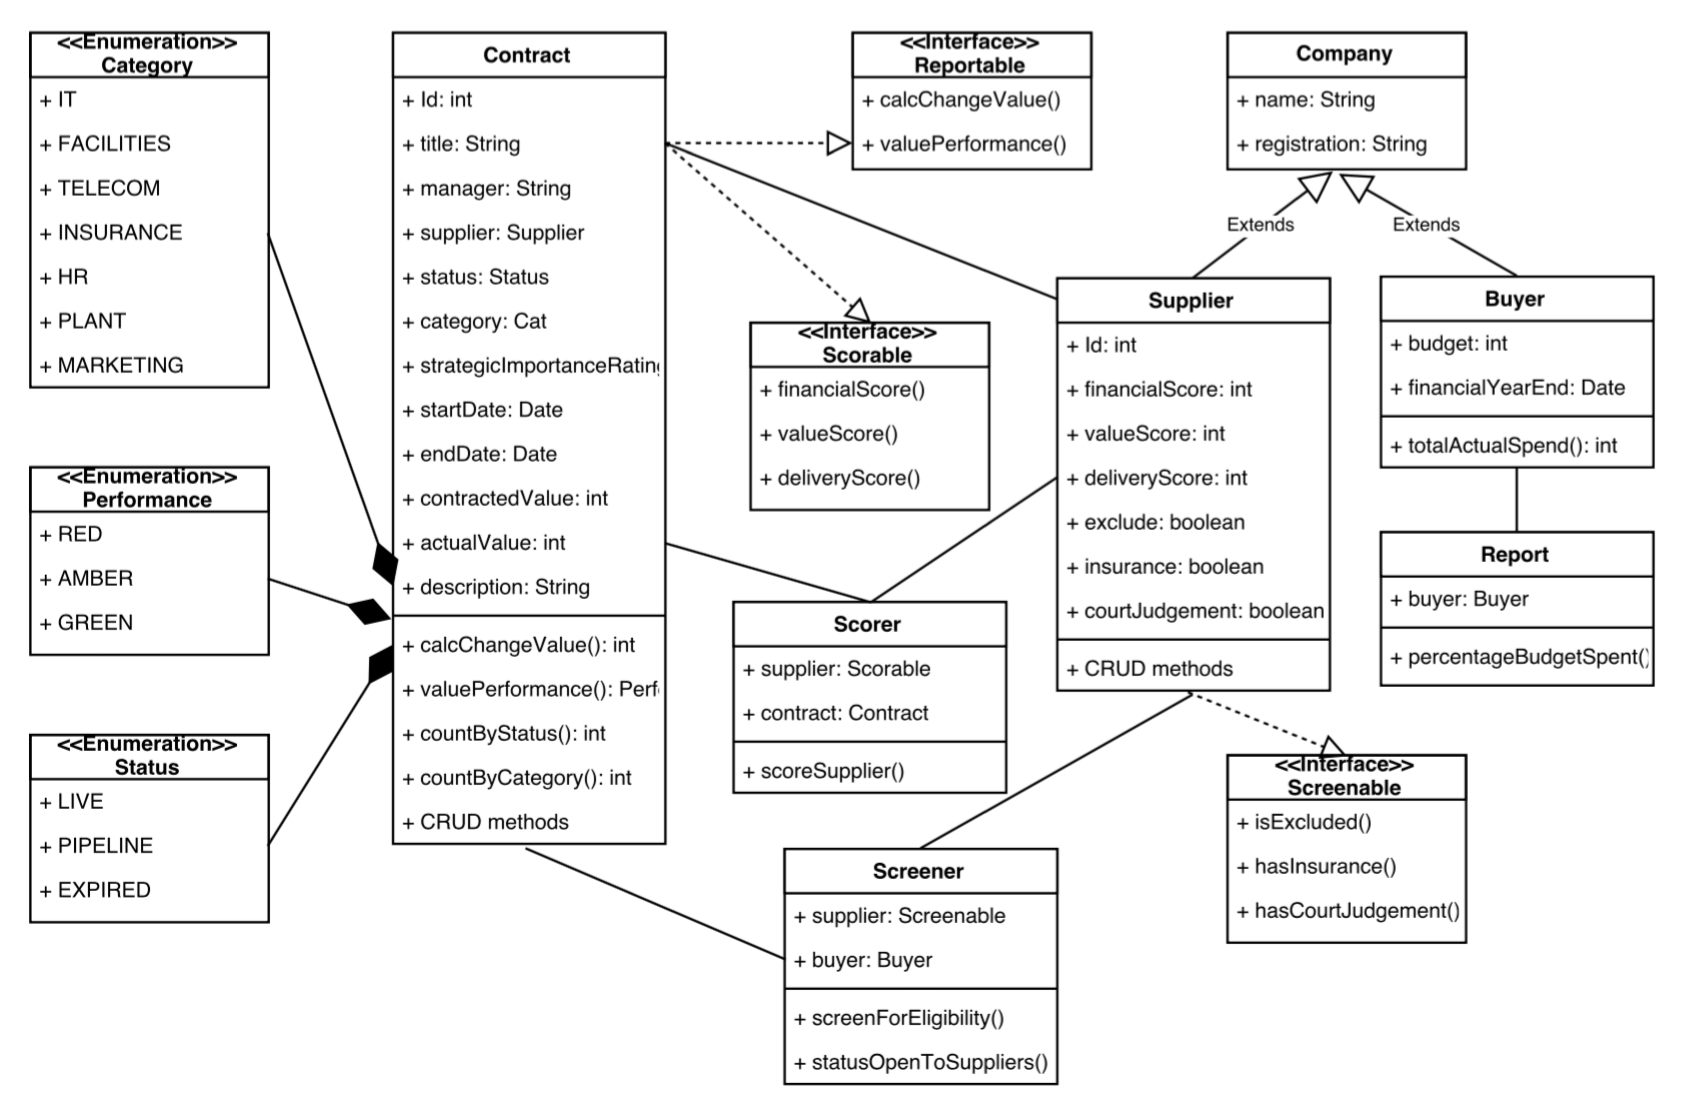 <<Enumeration>>
Category
+ IT
+ FACILITIES
+ TELECOM
+ INSURANCE
+ HR
+ PLANT
+ MARKETING
<<Enumeration>>
Performance
+ RED
+ AMBER
+ GREEN
<<Enumeration>>
Status
+ LIVE
+ PIPELINE
+ EXPIRED
Contract
+ Id: int
+ title: String
+ manager: String
+ supplier: Supplier
+ status: Status
+ category: Cat
+ strategicImportanceRating
+ startDate: Date
+ endDate: Date
+ contractedValue: int
+ actualValue: int
+ description: String
+ calcChangeValue(): int
+ valuePerformance(): Perf
+ countByStatus(): int
+ countByCategory(): int
+ CRUD methods
<<Interface>>
Reportable
+ calcChangeValue()
+ valuePerformance()
<<Interface>>
Scorable
+ financialScore()
+ valueScore()
+ deliveryScore()
Scorer
+ supplier: Scorable
+ contract: Contract
+ scoreSupplier()
Screener
+ supplier: Screenable
+ buyer: Buyer
+ screenForEligibility()
+ statusOpenToSuppliers()
Company
+ name: String
+ registration: String
Extends
Extends
Supplier
+ Id: int
+ financialScore: int
+ valueScore: int
+ deliveryScore: int
+ exclude: boolean
+ insurance: boolean
+ courtJudgement: boolean
+ CRUD methods
Buyer
+ budget: int
+ financialYearEnd: Date
+ totalActualSpend(): int
Report
+ buyer: Buyer
+ percentageBudgetSpent()
<<Interface>>
Screenable
+ isExcluded()
+ hasInsurance()
+ hasCourtJudgement()